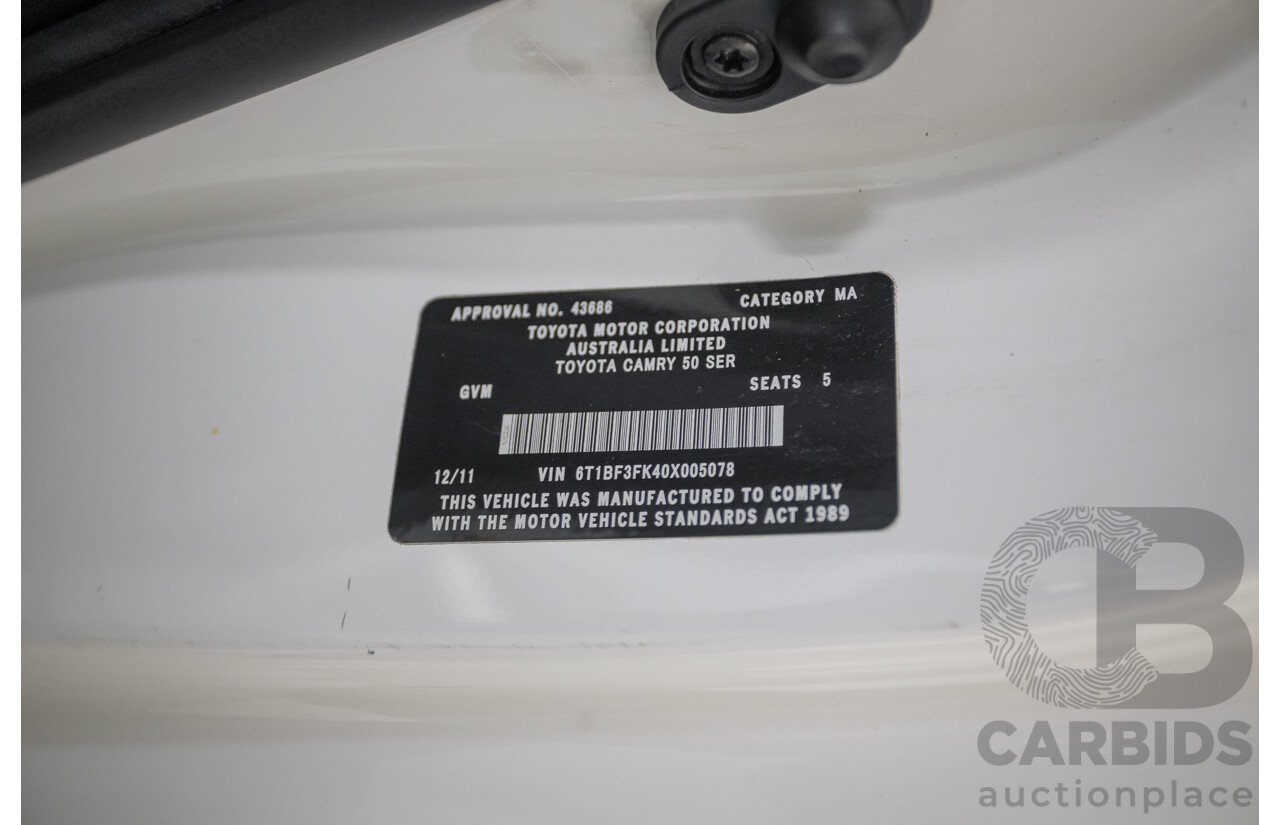 APPROVAL NO. 43686 CATEGORY MA
TOYOTA MOTOR CORPORATION
AUSTRALIA LIMITED
TOYOTA CAMRY 50 SER
GVM SEATS 5
12/11 VIN 6T1BF3FK40X005078
THIS VEHICLE WAS MANUFACTURED TO COMPLY
WITH THE MOTOR VEHICLE STANDARDS ACT 1989
CB
CARBIDS
auctionplace